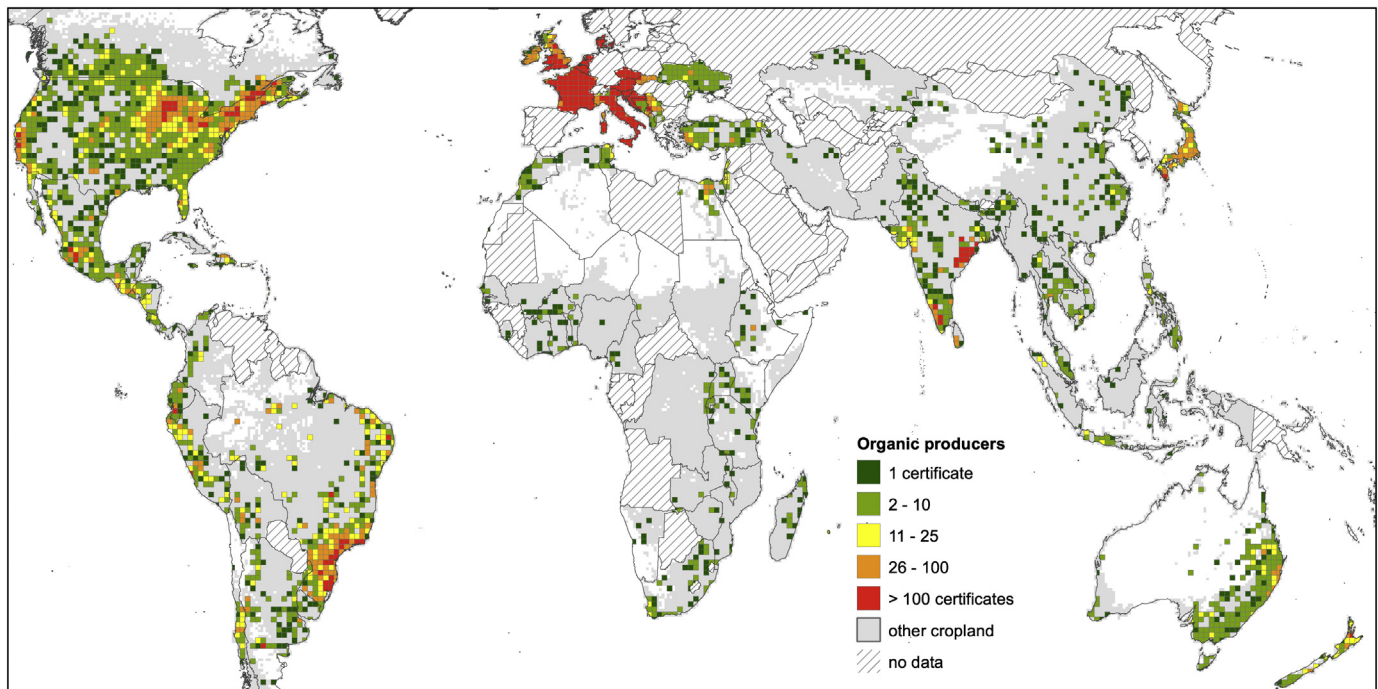 Organic producers
1 certificate
2 - 10
11 - 25
26 - 100
> 100 certificates
other cropland
no data